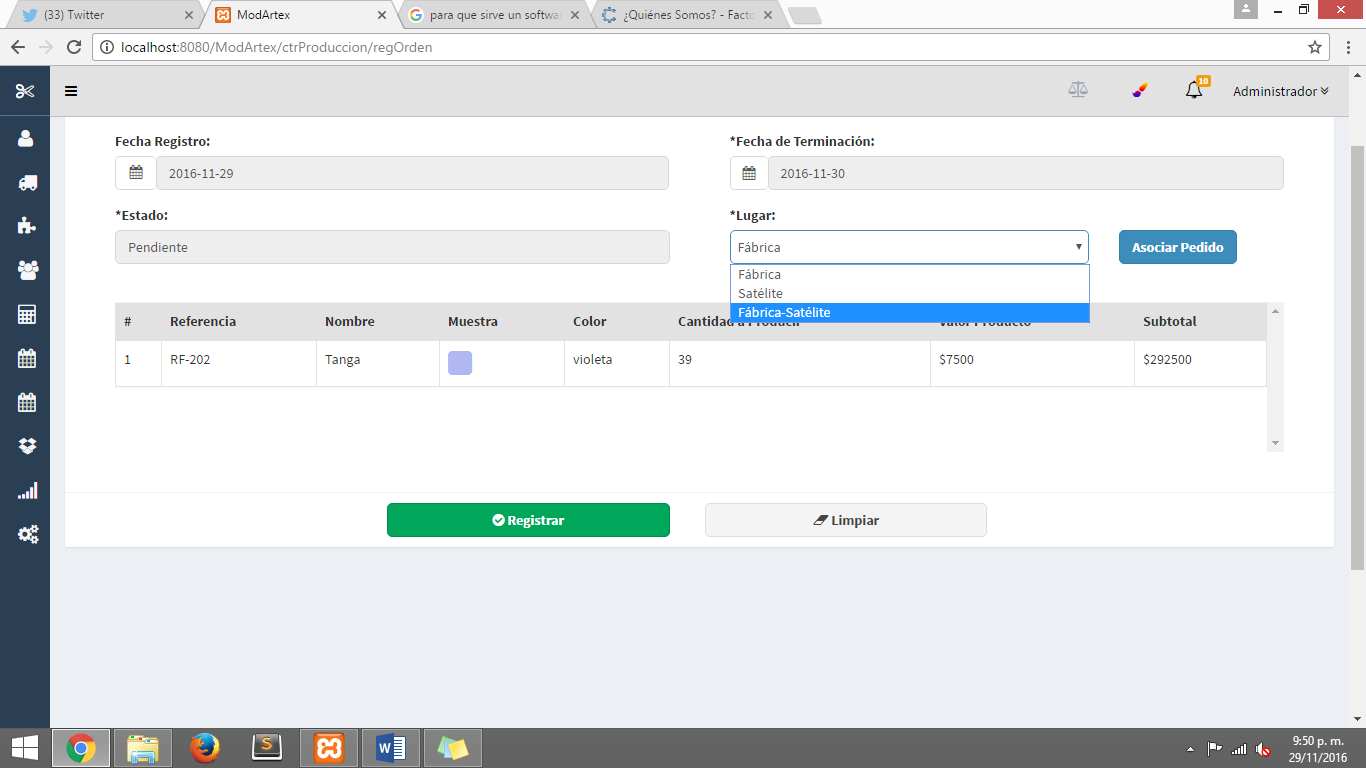 (33) Twitter
ModArtex
para que sirve un softwa
¿Quiénes Somos? - Facto
localhost:8080/ModArtex/ctrProduccion/regOrden
10
Administrador
Fecha Registro:
*Fecha de Terminación:
2016-11-29
2016-11-30
*Estado:
*Lugar:
Pendiente
Fábrica
Asociar Pedido
Fábrica
Satélite
Fábrica-Satélite
# Referencia Nombre Muestra Color Cantidad a Producir Valor Producto Subtotal
1 RF-202 Tanga violeta 39 $7500 $292500
Registrar
Limpiar
9:50 p. m.
29/11/2016